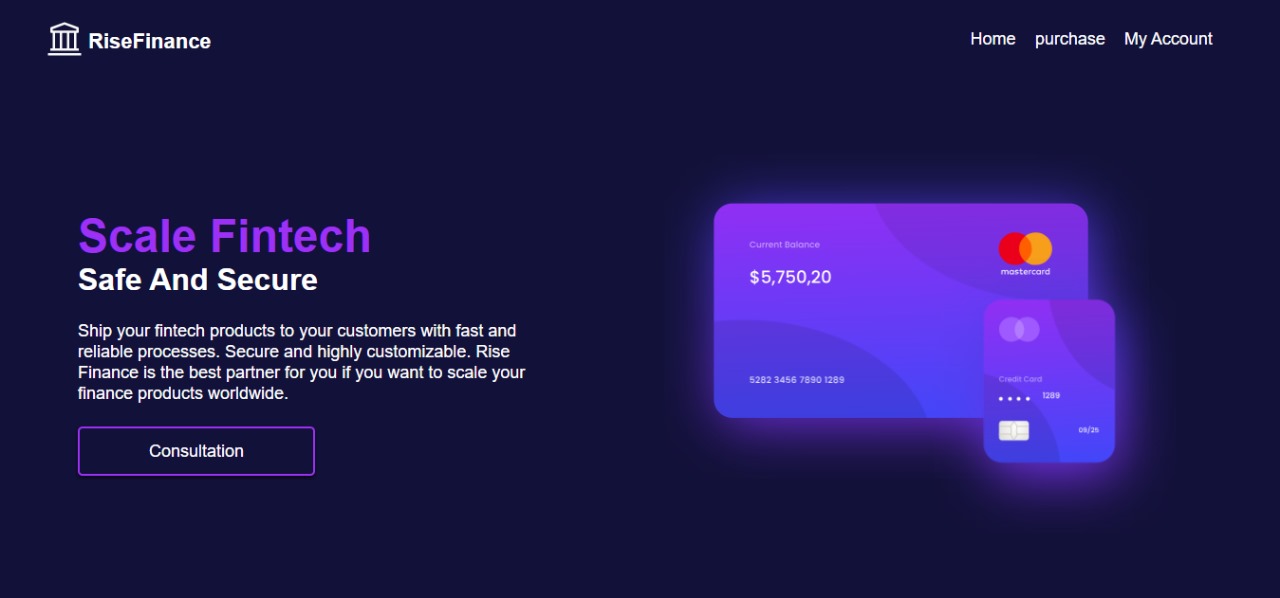 RiseFinance
Home purchase My Account
Scale Fintech
Safe And Secure
Ship your fintech products to your customers with fast and
reliable processes. Secure and highly customizable. Rise
Finance is the best partner for you if you want to scale your
finance products worldwide.
Consultation
Current Balance
$5,750,20
mastercard
5282 3456 7890 1289
Credit Card
• • • • 1289
09/25